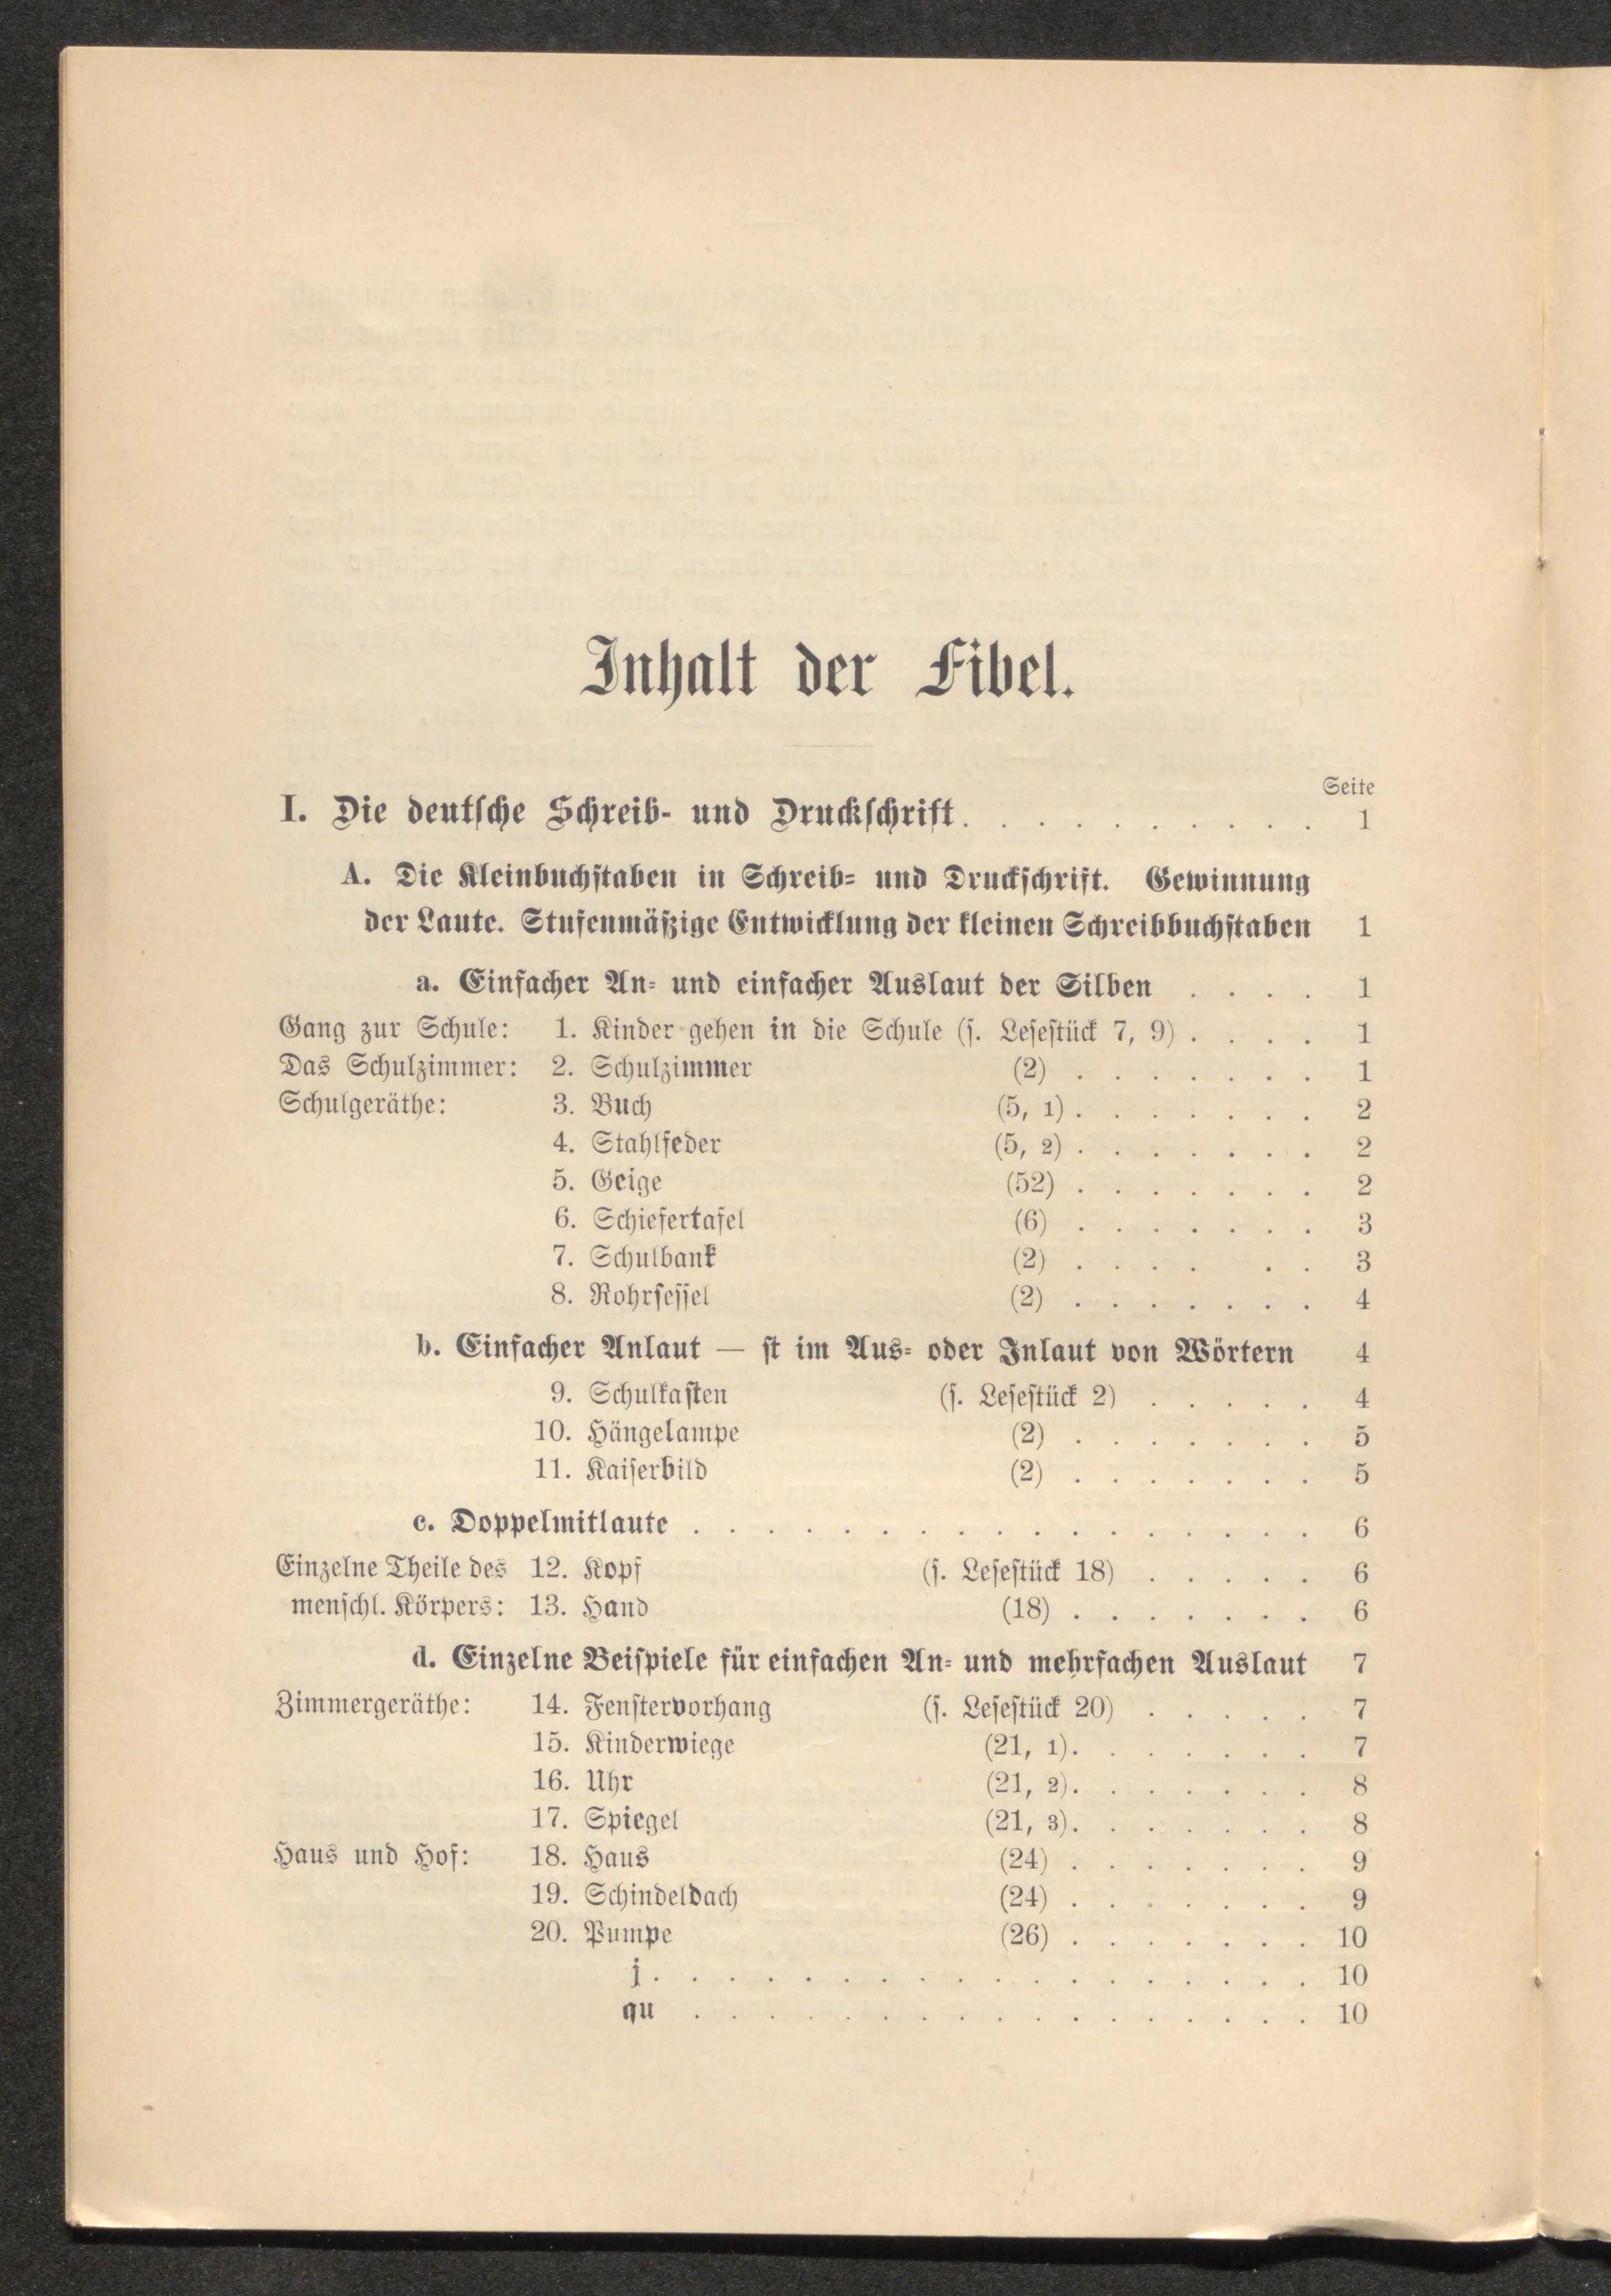 Inhalt der Fibel.
Seite
I. Die deutsche Schreib- und Druckschrift. . . . . . . . . . 1
A. Die Kleinbuchstaben in Schreib- und Druckschrift. Gewinnung
der Laute. Stufenmäßige Entwicklung der kleinen Schreibbuchstaben 1
a. Einfacher An- und einfacher Auslaut der Silben . . . . 1
Gang zur Schule: 1. Kinder gehen in die Schule (s. Lesestück 7, 9) . . . . 1
Das Schulzimmer: 2. Schulzimmer (2) . . . . . . . 1
Schulgeräthe: 3. Buch (5, 1) . . . . . . . 2
4. Stahlfeder (5, 2) . . . . . . . 2
5. Geige (52) . . . . . . . 2
6. Schiefertafel (6) . . . . . . . 3
7. Schulbank (2) . . . . . . 3
8. Rohrsessel (2) . . . . . . . 4
b. Einfacher Anlaut — st im Aus- oder Inlaut von Wörtern 4
9. Schulkasten (s. Lesestück 2) . . . . . 4
10. Hängelampe (2) . . . . . . . 5
11. Kaiserbild (2) . . . . . . . 5
c. Doppelmitlaute . . . . . . . . . . . . . . . . . 6
Einzelne Theile des 12. Kopf (s. Lesestück 18) . . . . . 6
menschl. Körpers: 13. Hand (18) . . . . . . . 6
d. Einzelne Beispiele für einfachen An- und mehrfachen Auslaut 7
Zimmergeräthe: 14. Fenstervorhang (s. Lesestück 20) . . . . . 7
15. Kinderwiege (21, 1). . . . . . . 7
16. Uhr (21, 2). . . . . . . 8
17. Spiegel (21, 3). . . . . . . 8
Haus und Hof: 18. Haus (24) . . . . . . . 9
19. Schindeldach (24) . . . . . . . 9
20. Pumpe (26) . . . . . . . 10
j . . . . . . . . . . . . . . . . . . 10
qu . . . . . . . . . . . . . . . . . 10